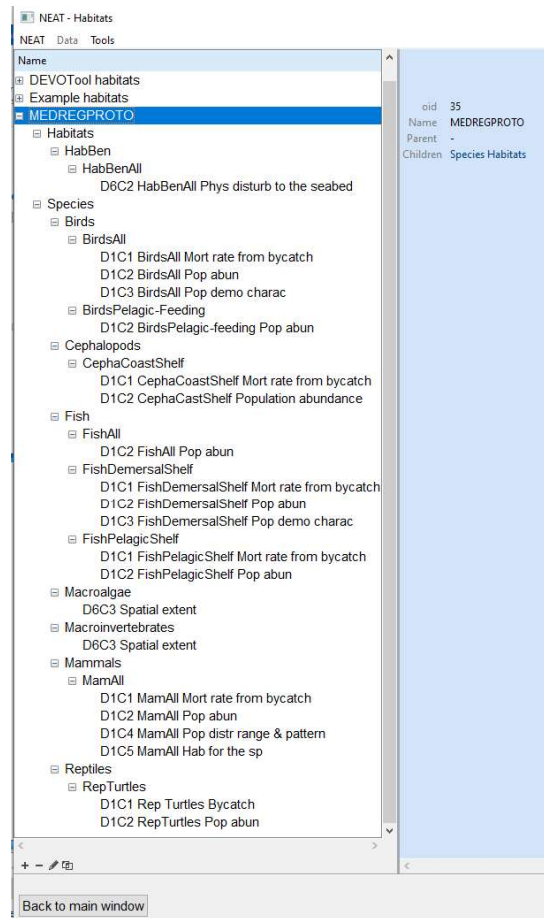 NEAT - Habitats
NEAT Data Tools
Name
DEVOTool habitats
Example habitats
MEDREGPROTO
Habitats
HabBen
HabBenAll
D6C2 HabBenAll Phys disturb to the seabed
Species
Birds
BirdsAll
D1C1 BirdsAll Mort rate from bycatch
D1C2 BirdsAll Pop abun
D1C3 BirdsAll Pop demo charac
BirdsPelagic-Feeding
D1C2 BirdsPelagic-feeding Pop abun
Cephalopods
CephaCoastShelf
D1C1 CephaCoastShelf Mort rate from bycatch
D1C2 CephaCastShelf Population abundance
Fish
FishAll
D1C2 FishAll Pop abun
FishDemersalShelf
D1C1 FishDemersalShelf Mort rate from bycatch
D1C2 FishDemersalShelf Pop abun
D1C3 FishDemersalShelf Pop demo charac
FishPelagicShelf
D1C1 FishPelagicShelf Mort rate from bycatch
D1C2 FishPelagicShelf Pop abun
Macroalgae
D6C3 Spatial extent
Macroinvertebrates
D6C3 Spatial extent
Mammals
MamAll
D1C1 MamAll Mort rate from bycatch
D1C2 MamAll Pop abun
D1C4 MamAll Pop distr range & pattern
D1C5 MamAll Hab for the sp
Reptiles
RepTurtles
D1C1 Rep Turtles Bycatch
D1C2 RepTurtles Pop abun
Back to main window
oid 35
Name MEDREGPROTO
Parent -
Children Species Habitats